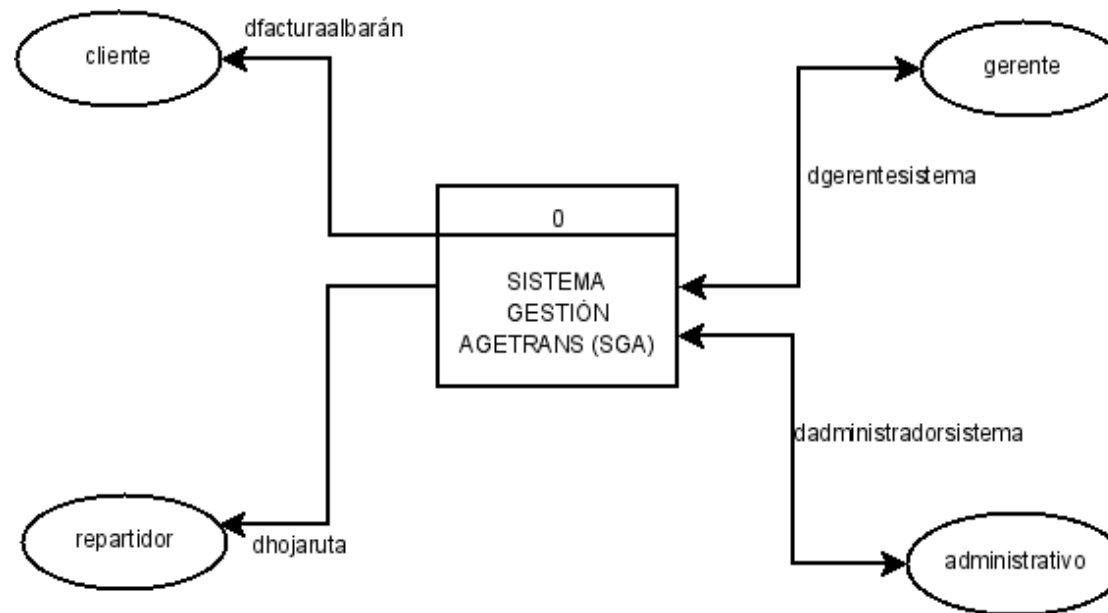 dfacturaalbarán
cliente
gerente
dgerentesistema
0
SISTEMA
GESTIÓN
AGETRANS (SGA)
dadministradorsistema
repartidor
dhojaruta
administrativo